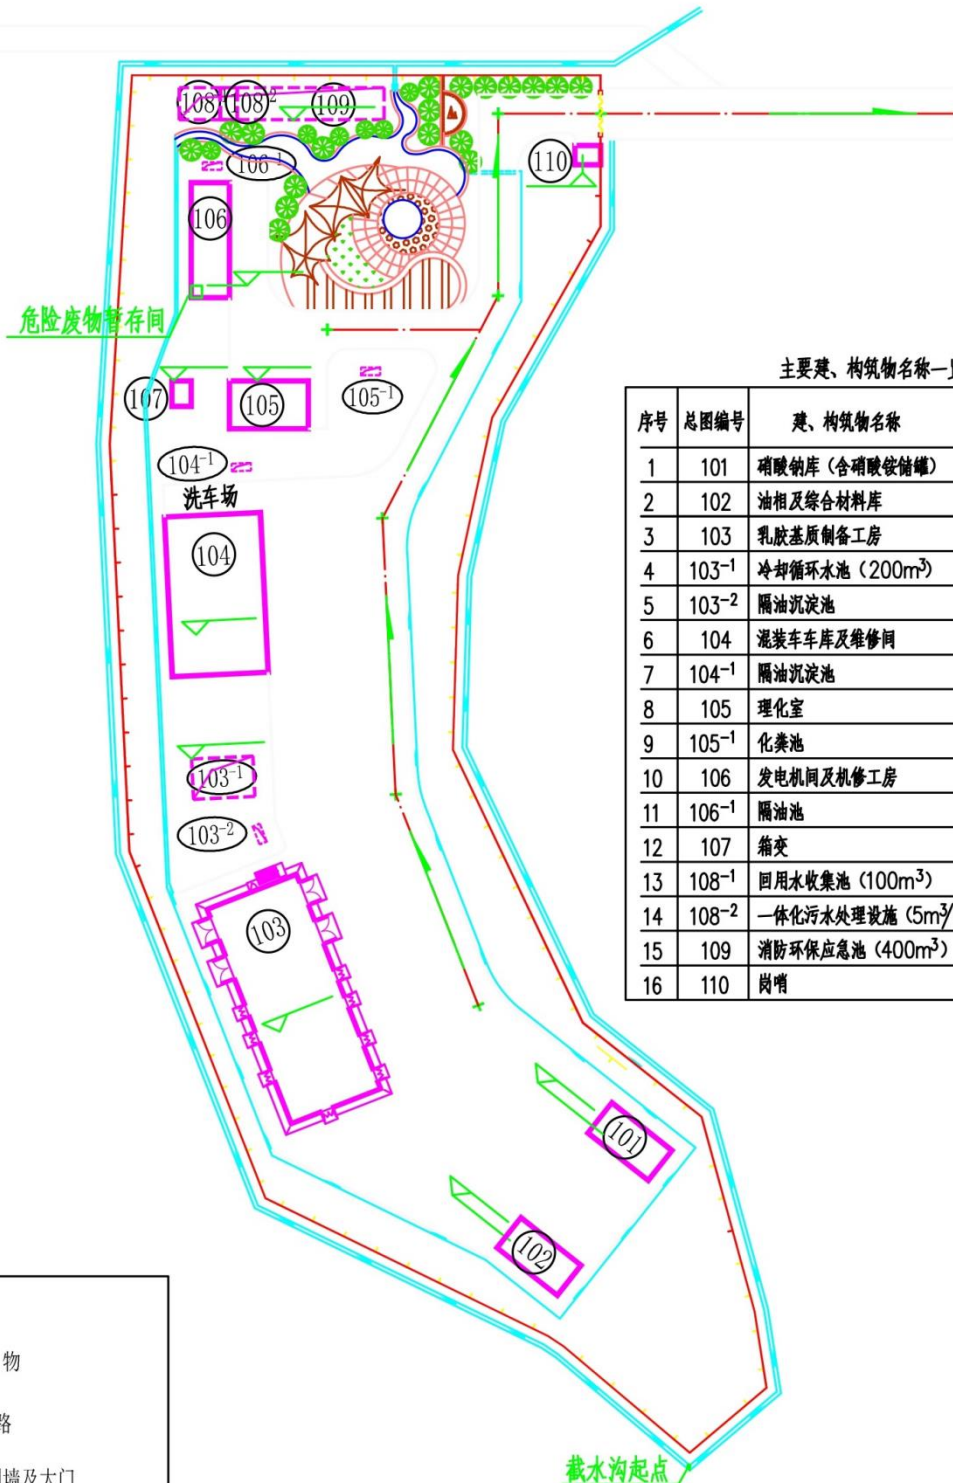 108
108⁻²
109
106⁻¹
110
106
危险废物暂存间
107
105
105⁻¹
104⁻¹
洗车场
104
103⁻¹
103⁻²
103
101
102
截水沟起点
主要建、构筑物名称一
序号 总图编号 建、构筑物名称
1 101 硝酸钠库（含硝酸铵储罐）
2 102 油相及综合材料库
3 103 乳胶基质制备工房
4 103⁻¹ 冷却循环水池（200m³）
5 103⁻² 隔油沉淀池
6 104 混装车车库及维修间
7 104⁻¹ 隔油沉淀池
8 105 理化室
9 105⁻¹ 化粪池
10 106 发电机间及机修工房
11 106⁻¹ 隔油池
12 107 箱变
13 108⁻¹ 回用水收集池（100m³）
14 108⁻² 一体化污水处理设施（5m³/
15 109 消防环保应急池（400m³）
16 110 岗哨
物
路
墙及大门